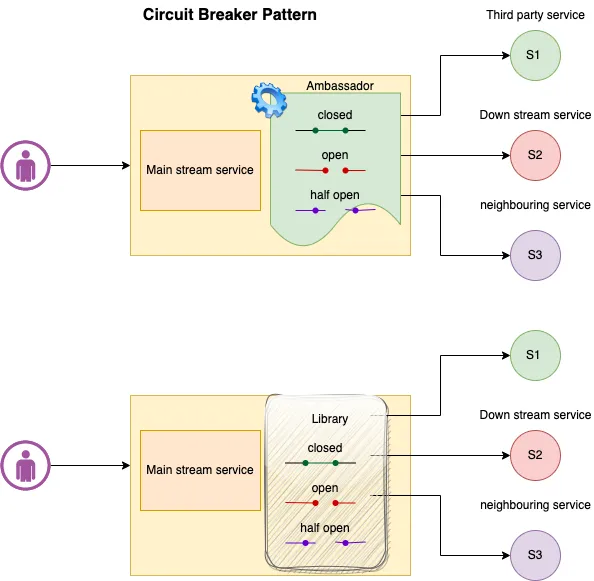 Circuit Breaker Pattern
Third party service
S1
Ambassador
closed
Down stream service
open
S2
Main stream service
half open
neighbouring service
S3
S1
Library
Down stream service
closed
S2
Main stream service
open
neighbouring service
half open
S3